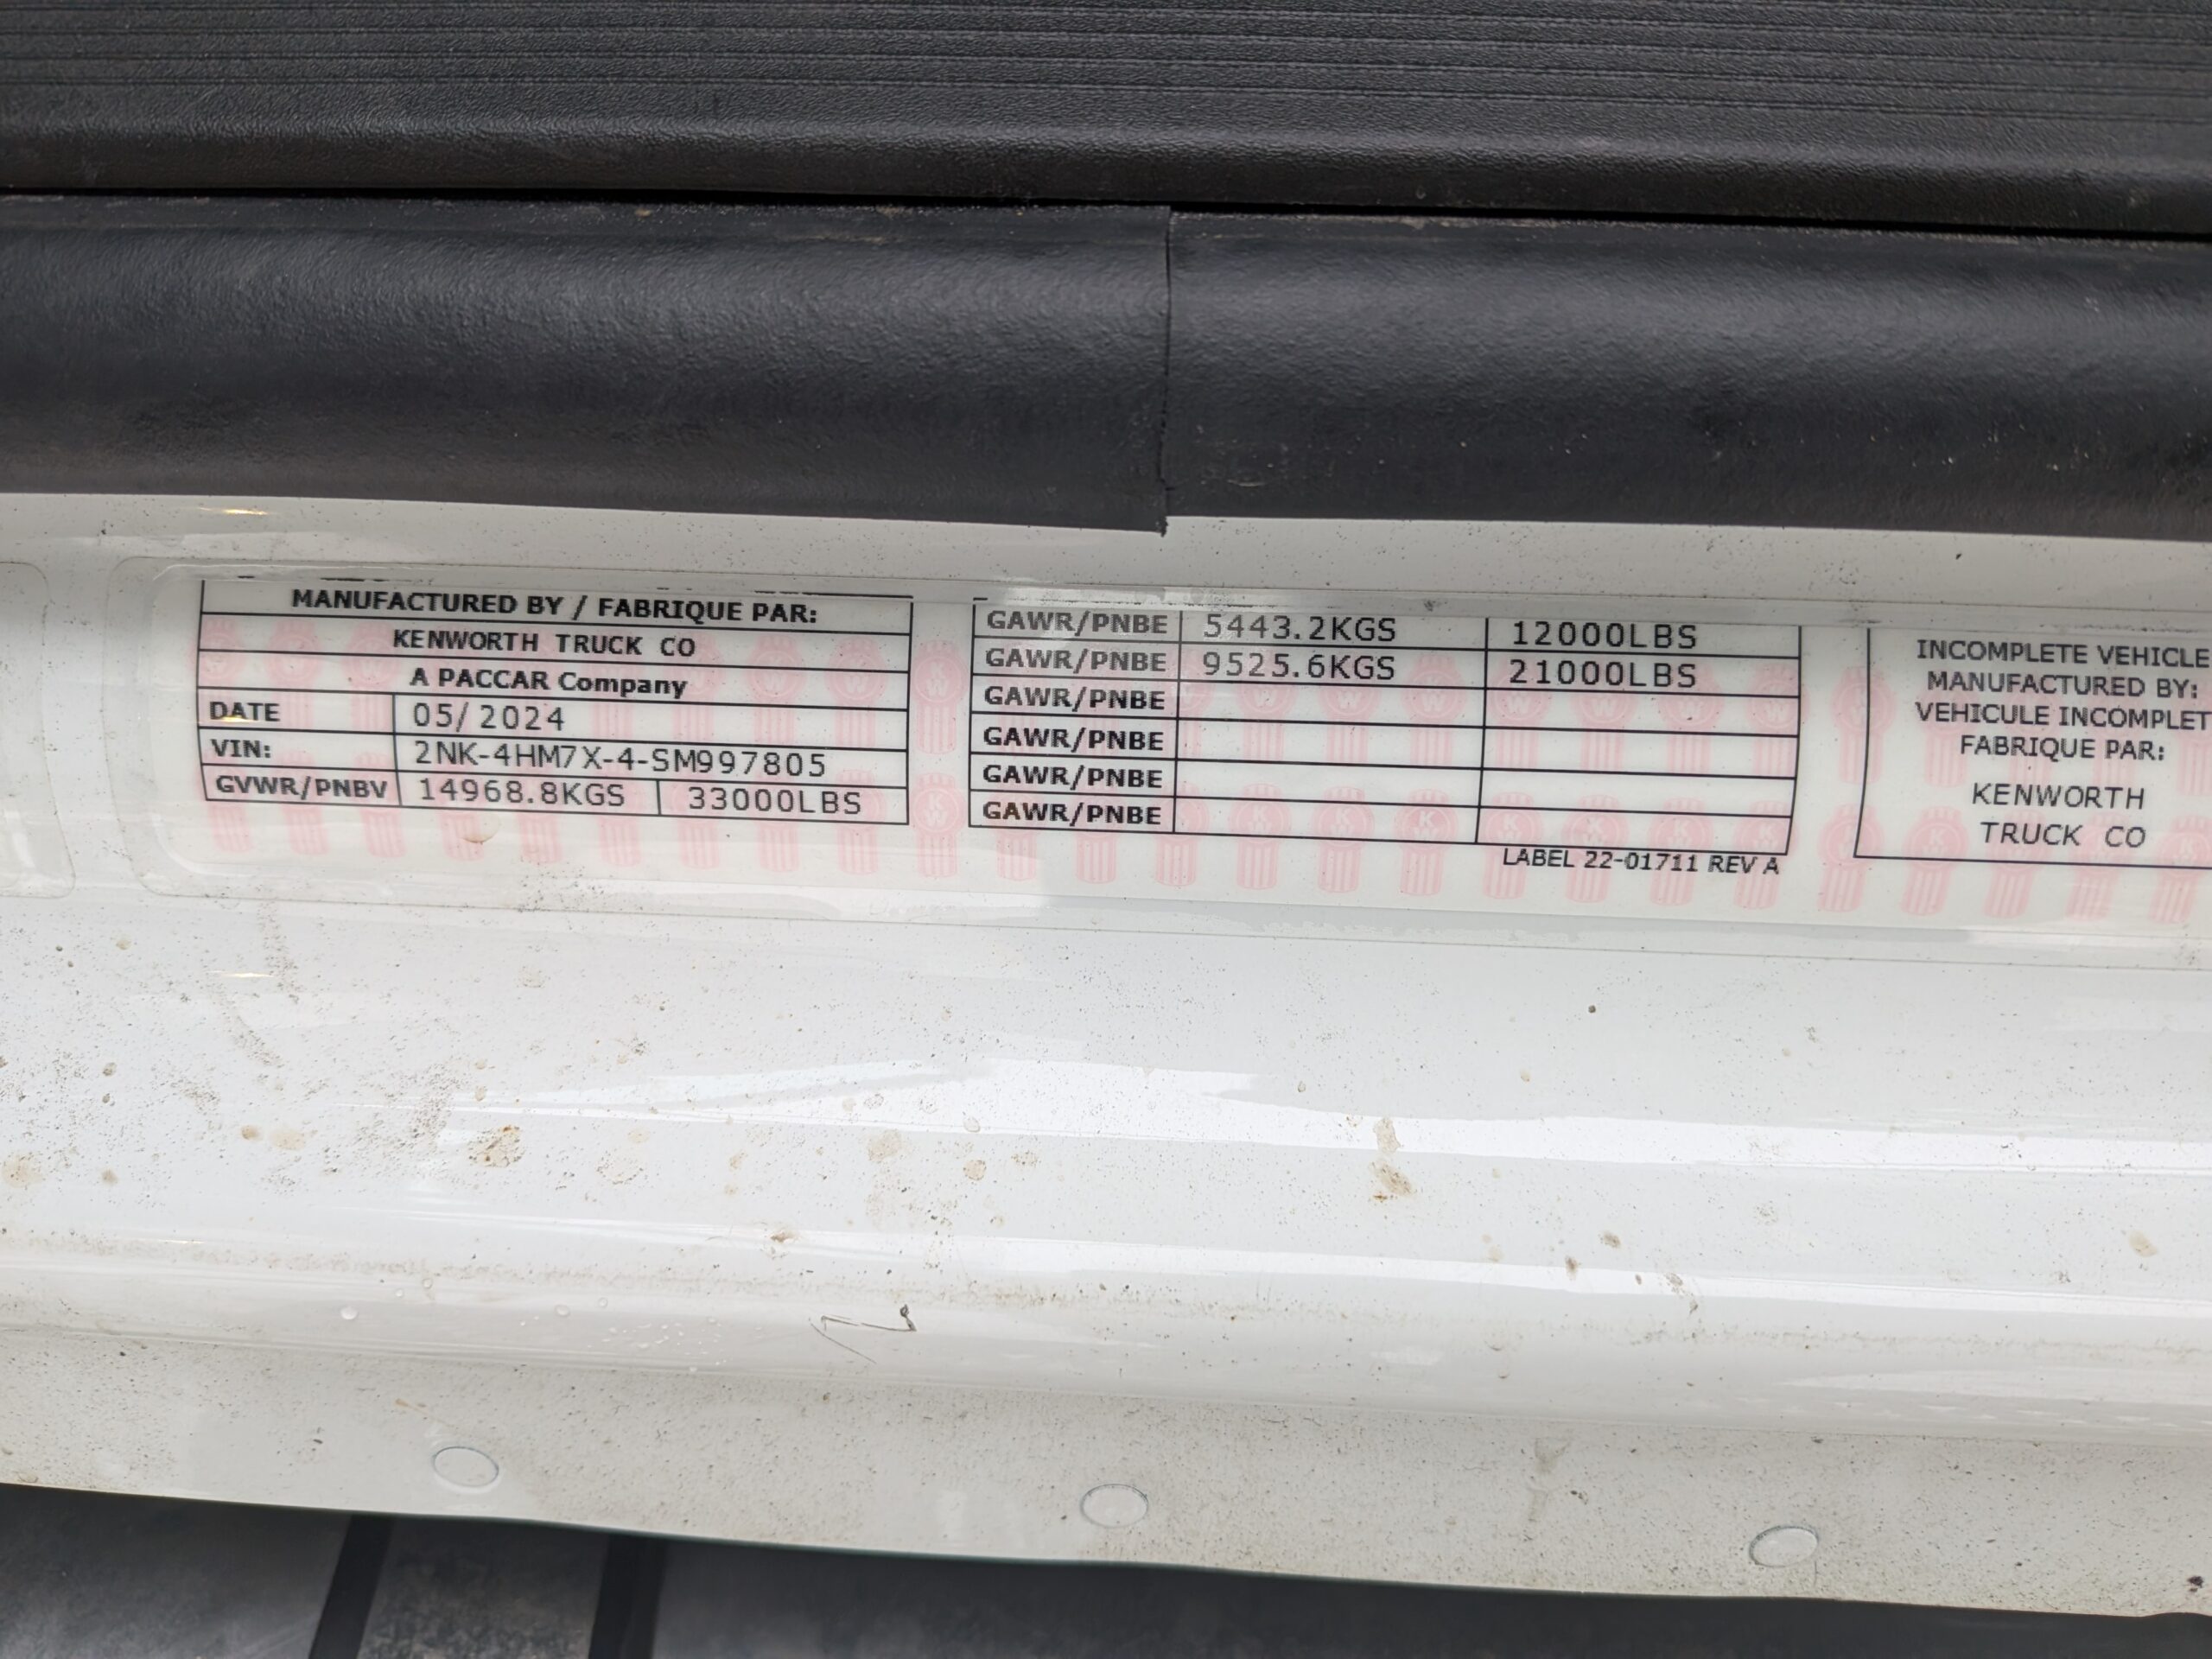 MANUFACTURED BY / FABRIQUE PAR:
KENWORTH TRUCK CO
A PACCAR Company
DATE 05/ 2024
VIN: 2NK-4HM7X-4-SM997805
GVWR/PNBV 14968.8KGS 33000LBS
GAWR/PNBE 5443.2KGS 12000LBS
GAWR/PNBE 9525.6KGS 21000LBS
GAWR/PNBE
GAWR/PNBE
GAWR/PNBE
GAWR/PNBE
LABEL 22-01711 REV A
INCOMPLETE VEHICLE
MANUFACTURED BY:
VEHICULE INCOMPLET
FABRIQUE PAR:
KENWORTH
TRUCK CO